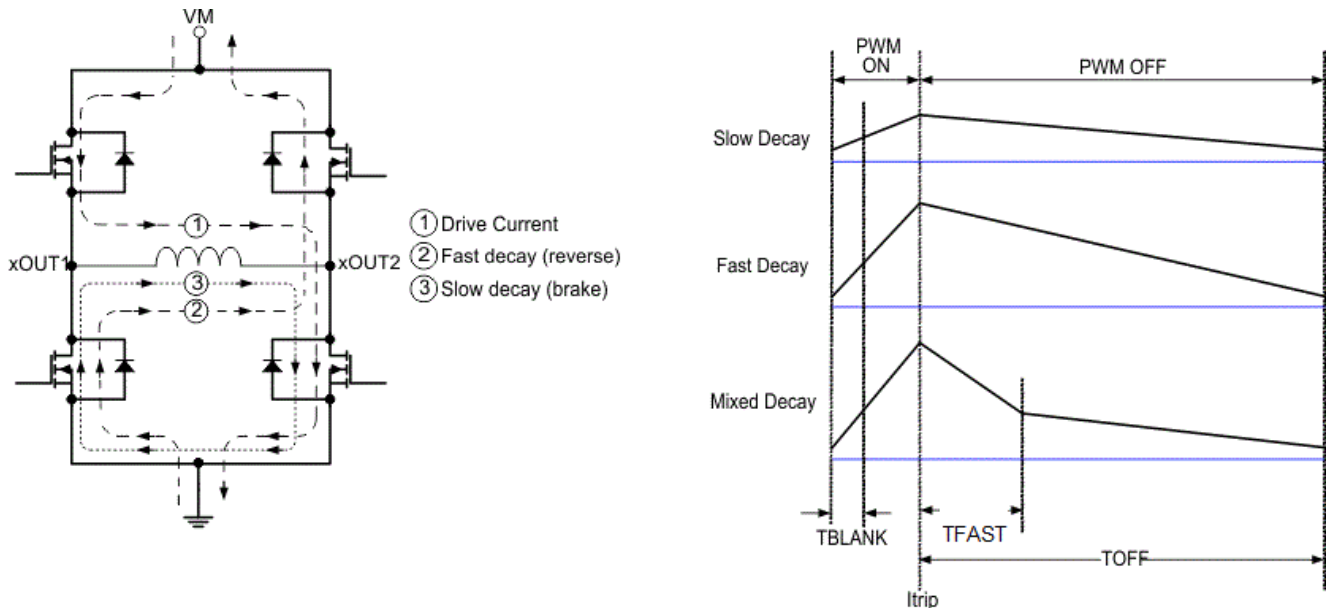 VM
xOUT1
xOUT2
1
3
2
1 Drive Current
2 Fast decay (reverse)
3 Slow decay (brake)
PWM
ON
PWM OFF
Slow Decay
Fast Decay
Mixed Decay
TBLANK
TFAST
TOFF
Itrip